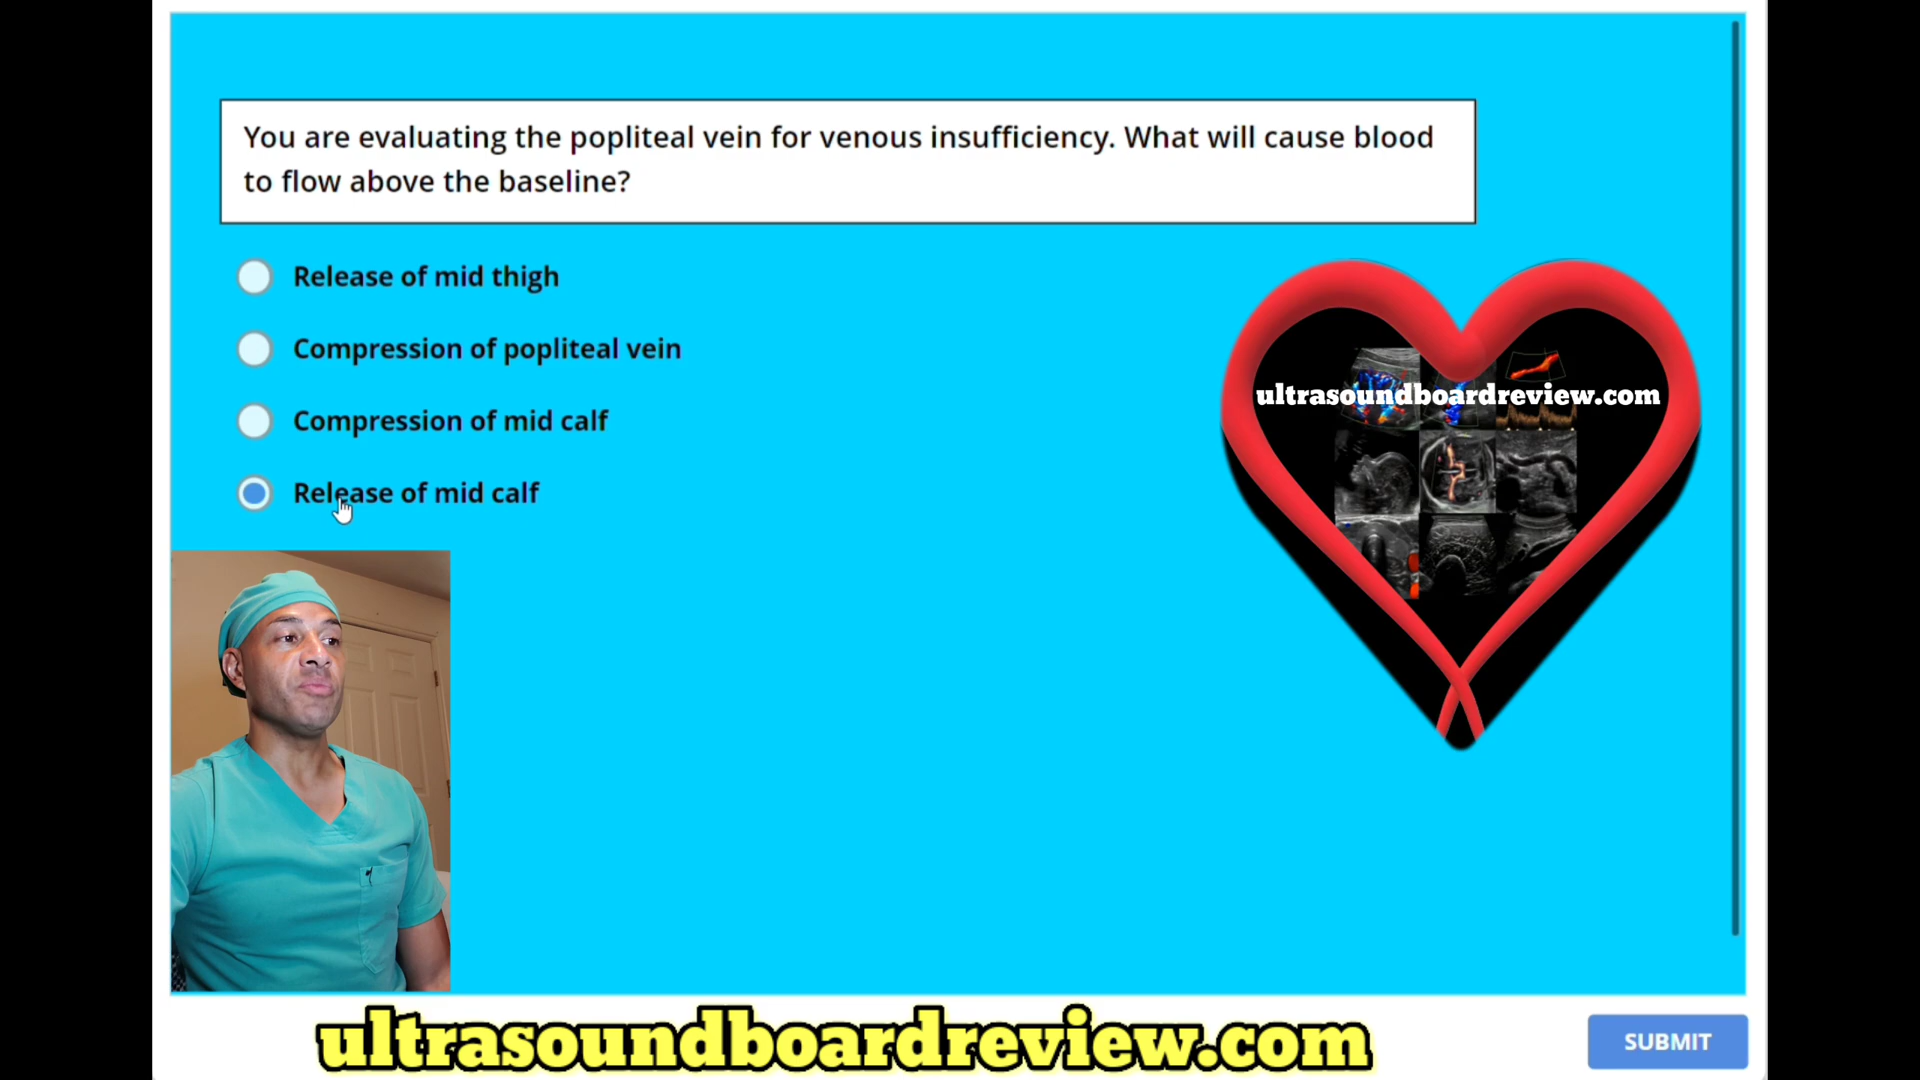 You are evaluating the popliteal vein for venous insufficiency. What will cause blood
to flow above the baseline?
Release of mid thigh
Compression of popliteal vein
Compression of mid calf
Release of mid calf
ultrasoundboardreview.com
ultrasoundboardreview.com
SUBMIT